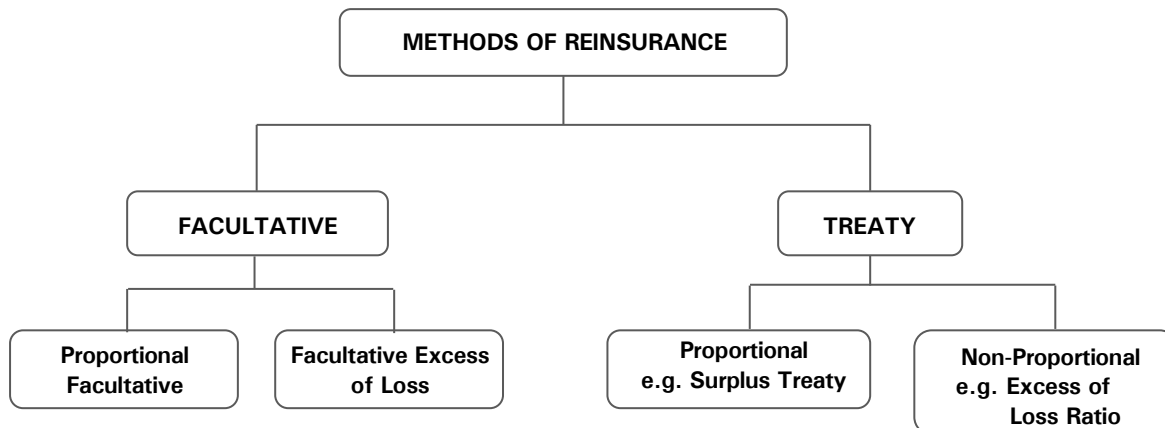 METHODS OF REINSURANCE
FACULTATIVE
TREATY
Proportional
Facultative
Facultative Excess
of Loss
Proportional
e.g. Surplus Treaty
Non-Proportional
e.g. Excess of
Loss Ratio